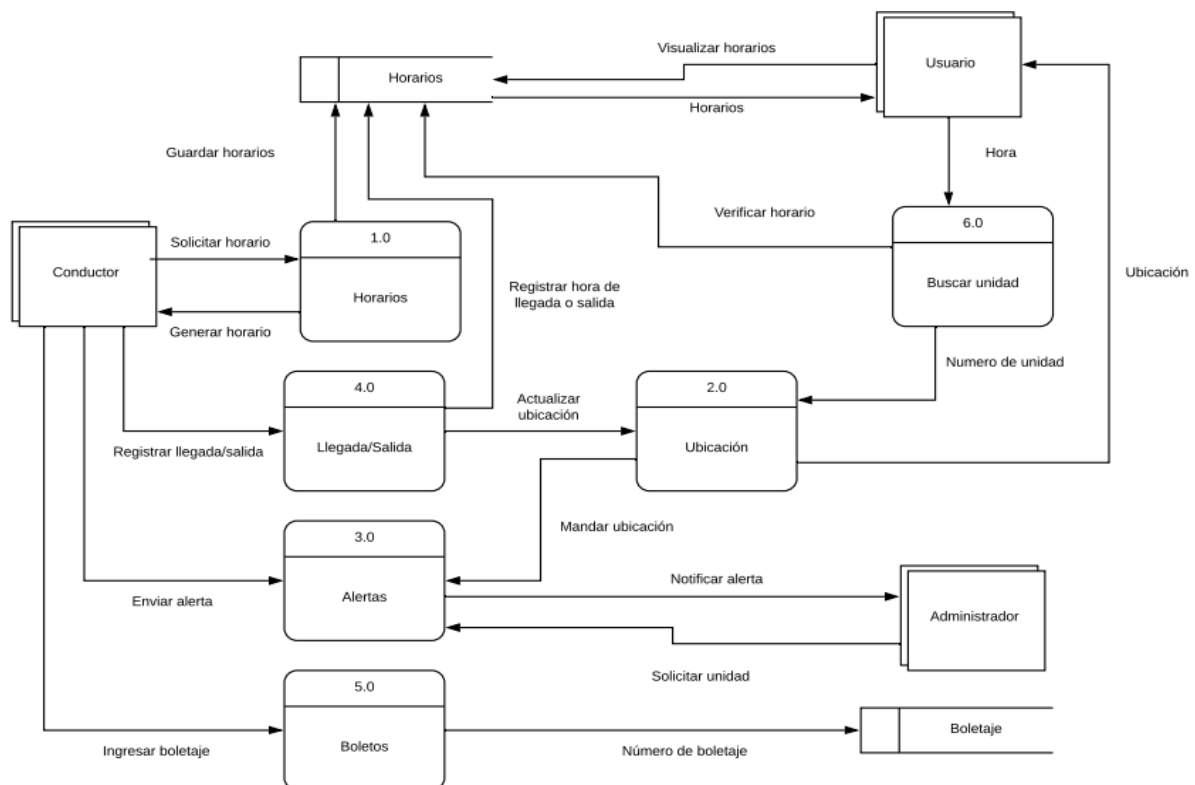 Visualizar horarios
Usuario
Horarios
Horarios
Guardar horarios
Hora
Verificar horario
6.0
Solicitar horario
1.0
Conductor
Ubicación
Registrar hora de
llegada o salida
Buscar unidad
Horarios
Generar horario
Numero de unidad
4.0
Actualizar
ubicación
2.0
Registrar llegada/salida
Llegada/Salida
Ubicación
Mandar ubicación
3.0
Notificar alerta
Enviar alerta
Alertas
Administrador
Solicitar unidad
5.0
Boletaje
Ingresar boletaje
Boletos
Número de boletaje